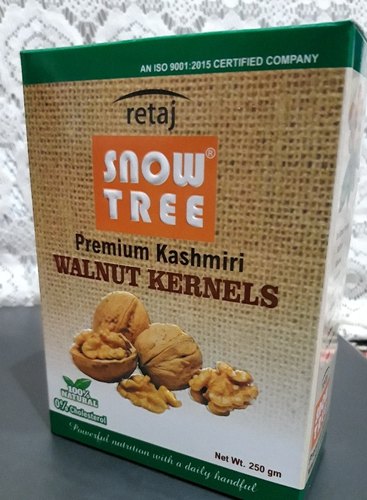 AN ISO 9001:2015 CERTIFIED COMPANY
retaj
SNOW®
TREE
Premium Kashmiri
WALNUT KERNELS
100%
NATURAL
0% Cholesterol
Powerful nutrition with a daily handful
Net Wt. 250 gm